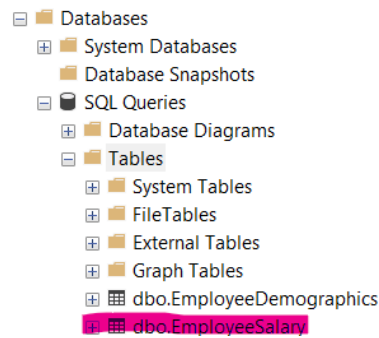 Databases
System Databases
Database Snapshots
SQL Queries
Database Diagrams
Tables
System Tables
FileTables
External Tables
Graph Tables
dbo.EmployeeDemographics
dbo.EmployeeSalary